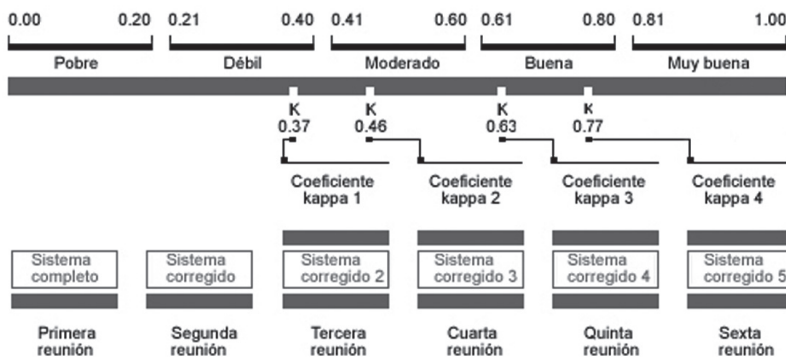 0.00 0.20 0.21 0.40 0.41 0.60 0.61 0.80 0.81 1.00
Pobre Débil Moderado Buena Muy buena
K K K K
0.37 0.46 0.63 0.77
Coeficiente Coeficiente Coeficiente Coeficiente
kappa 1 kappa 2 kappa 3 kappa 4
Sistema Sistema Sistema Sistema Sistema Sistema
completo corregido corregido 2 corregido 3 corregido 4 corregido 5
Primera Segunda Tercera Cuarta Quinta Sexta
reunión reunión reunión reunión reunión reunión